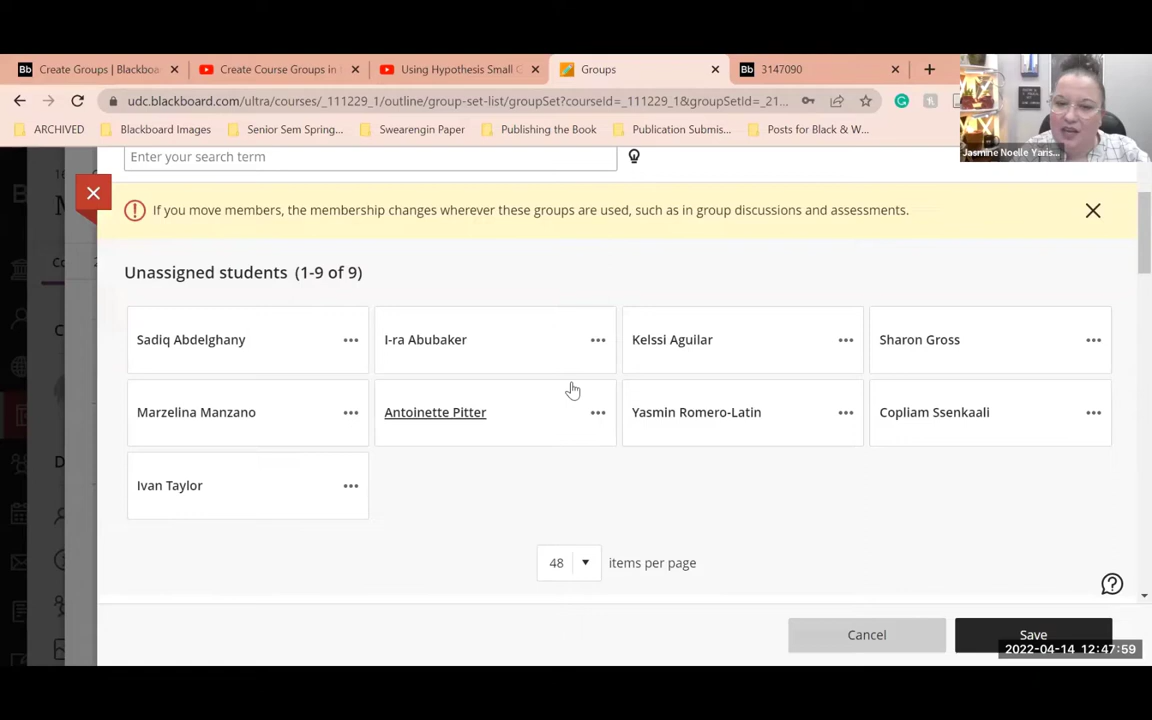 Create Groups | Blackboa
Create Course Groups in
Using Hypothesis Small G
Groups
3147090
udc.blackboard.com/ultra/courses/_111229_1/outline/group-set-list/groupSet?courseId=_111229_1&groupSetId=_21...
ARCHIVED
Blackboard Images
Senior Sem Spring...
Swearengin Paper
Publishing the Book
Publication Submis...
Posts for Black & W...
Jasmine Noelle Yaris...
Enter your search term
If you move members, the membership changes wherever these groups are used, such as in group discussions and assessments.
Unassigned students (1-9 of 9)
Sadiq Abdelghany
I-ra Abubaker
Kelssi Aguilar
Sharon Gross
Marzelina Manzano
Antoinette Pitter
Yasmin Romero-Latin
Copliam Ssenkaali
Ivan Taylor
48 items per page
Cancel
Save
2022-04-14 12:47:59